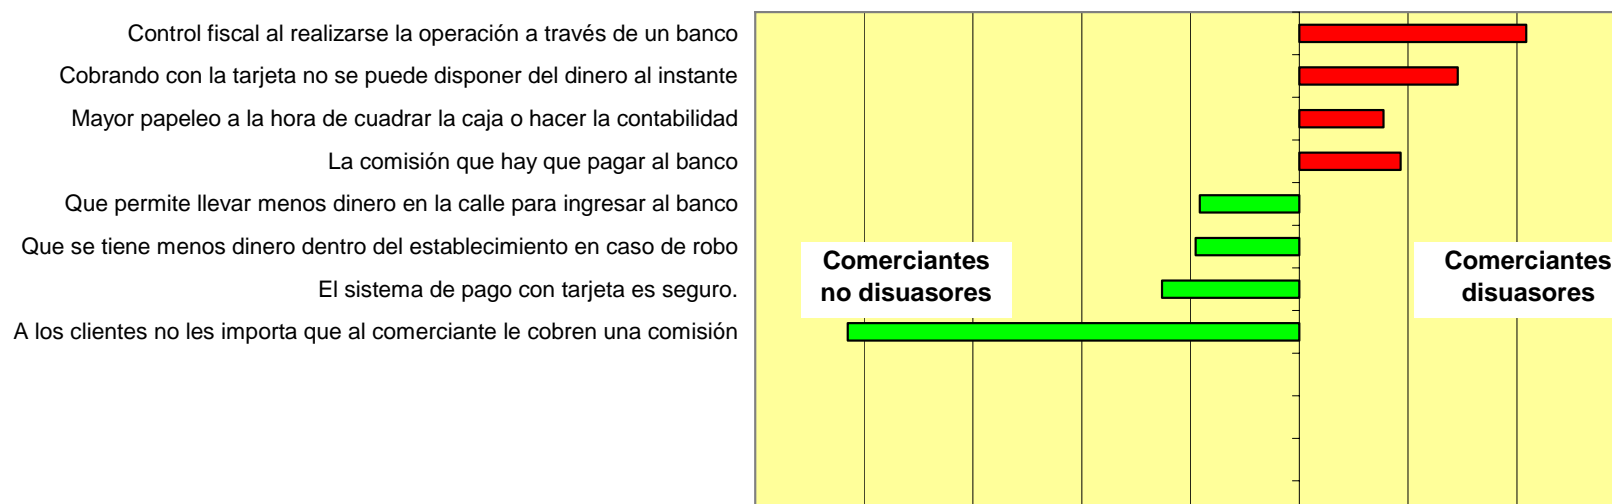 Control fiscal al realizarse la operación a través de un banco
Cobrando con la tarjeta no se puede disponer del dinero al instante
Mayor papeleo a la hora de cuadrar la caja o hacer la contabilidad
La comisión que hay que pagar al banco
Que permite llevar menos dinero en la calle para ingresar al banco
Que se tiene menos dinero dentro del establecimiento en caso de robo
El sistema de pago con tarjeta es seguro.
A los clientes no les importa que al comerciante le cobren una comisión
Comerciantes
no disuasores
Comerciantes
disuasores